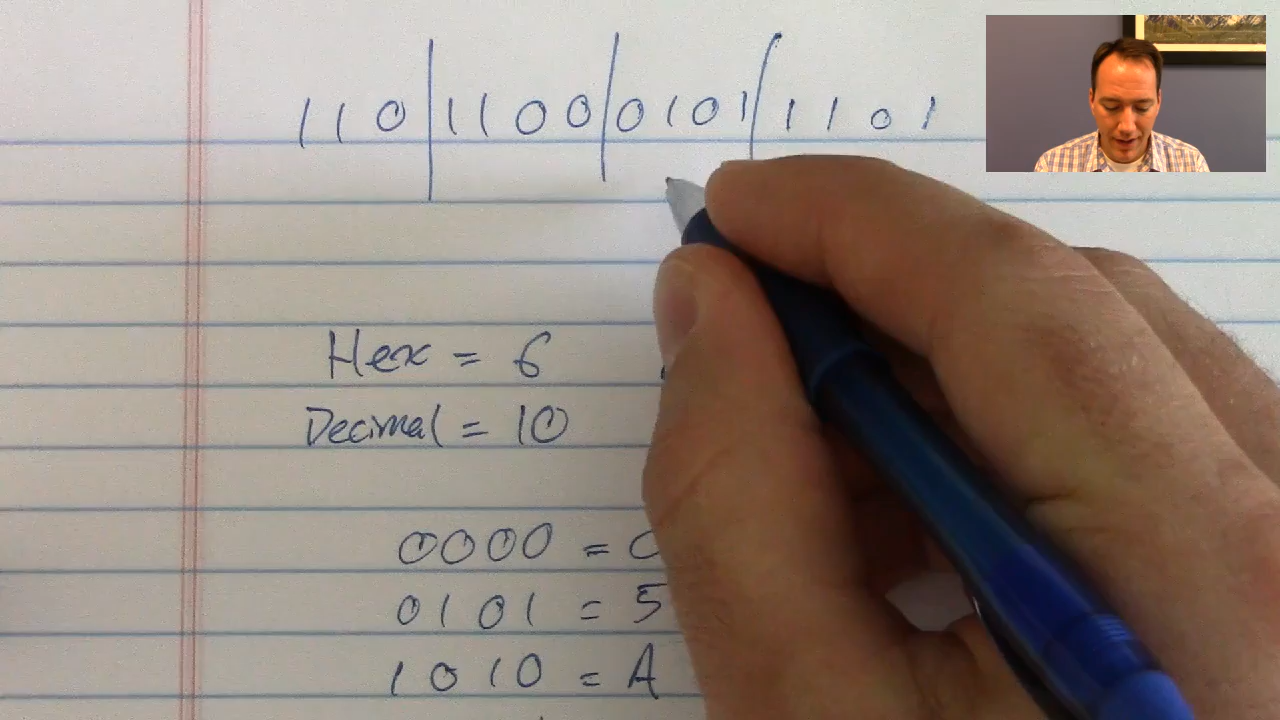 110|1100|0101|1101
Hex = 6
Decimal = 10
0000 = 0
0101 = 5
1010 = A